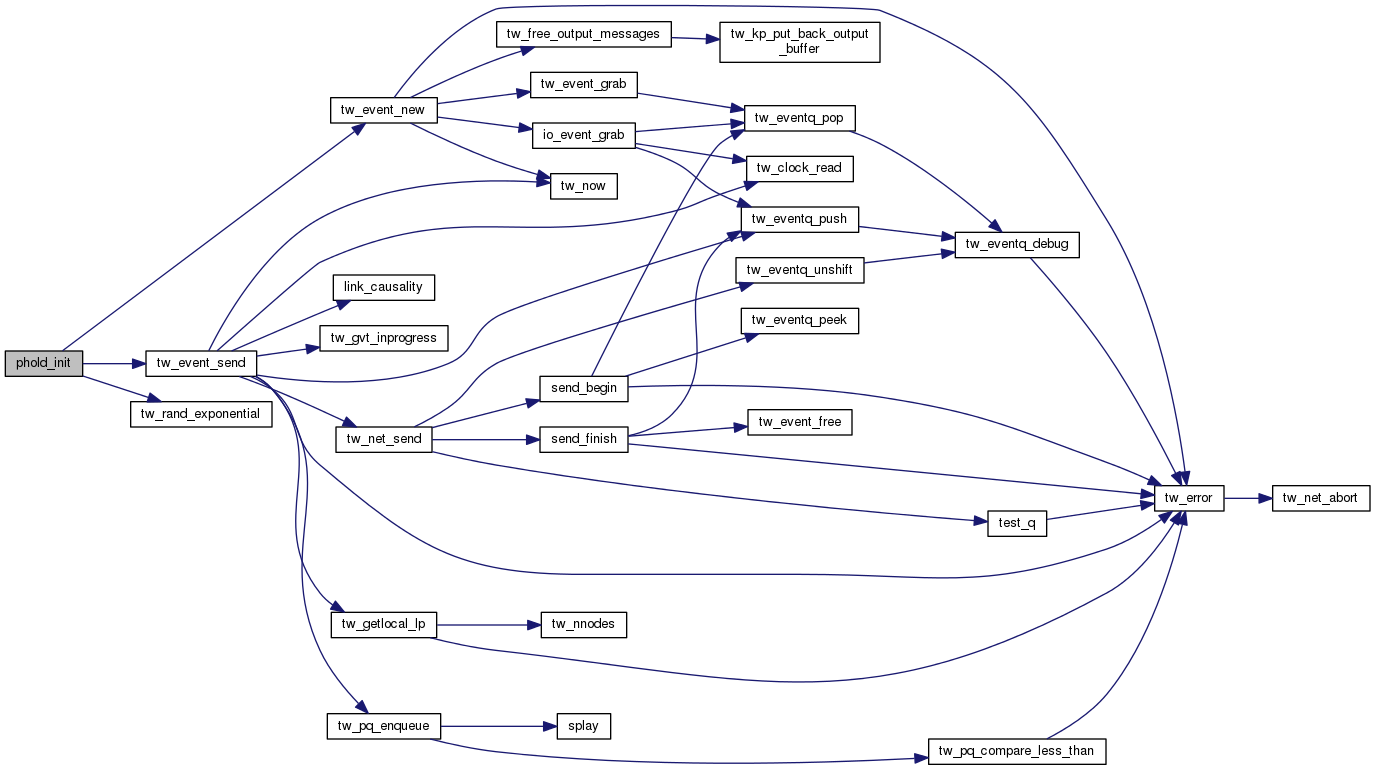 tw_free_output_messages
tw_kp_put_back_output
_buffer
tw_event_grab
tw_event_new
tw_eventq_pop
io_event_grab
tw_clock_read
tw_now
tw_eventq_push
tw_eventq_debug
tw_eventq_unshift
link_causality
tw_eventq_peek
tw_gvt_inprogress
phold_init
tw_event_send
send_begin
tw_rand_exponential
tw_event_free
tw_net_send
send_finish
tw_error
tw_net_abort
test_q
tw_getlocal_lp
tw_nnodes
tw_pq_enqueue
splay
tw_pq_compare_less_than